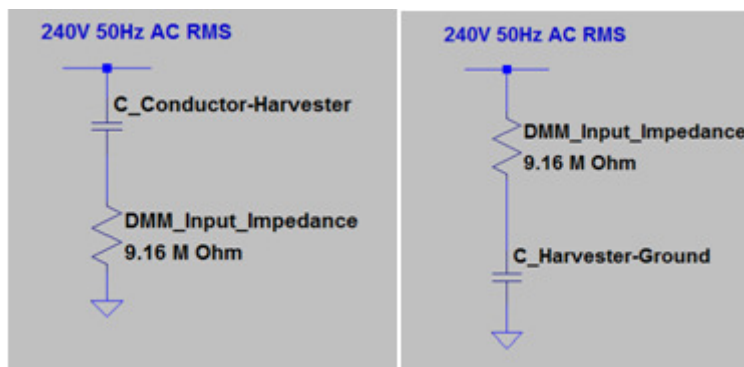 240V 50Hz AC RMS
C_Conductor-Harvester
DMM_Input_Impedance
9.16 M Ohm
240V 50Hz AC RMS
DMM_Input_Impedance
9.16 M Ohm
C_Harvester-Ground